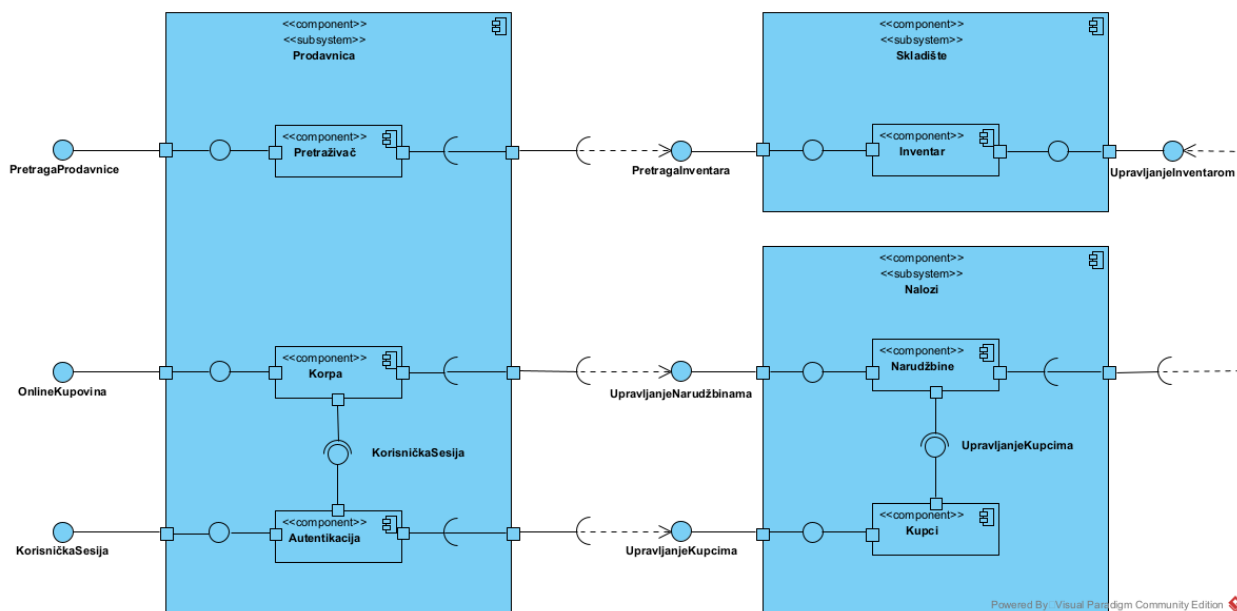 <<component>>
<<subsystem>>
Prodavnica
<<component>>
Pretraživač
PretragaProdavnice
<<component>>
Korpa
OnlineKupovina
KorisničkaSesija
<<component>>
Autentikacija
KorisničkaSesija
PretragaInventara
UpravljanjeNarudžbinama
UpravljanjeKupcima
<<component>>
<<subsystem>>
Skladište
<<component>>
Inventar
UpravljanjeInventarom
<<component>>
<<subsystem>>
Nalozi
<<component>>
Narudžbine
UpravljanjeKupcima
<<component>>
Kupci
Powered By: Visual Paradigm Community Edition